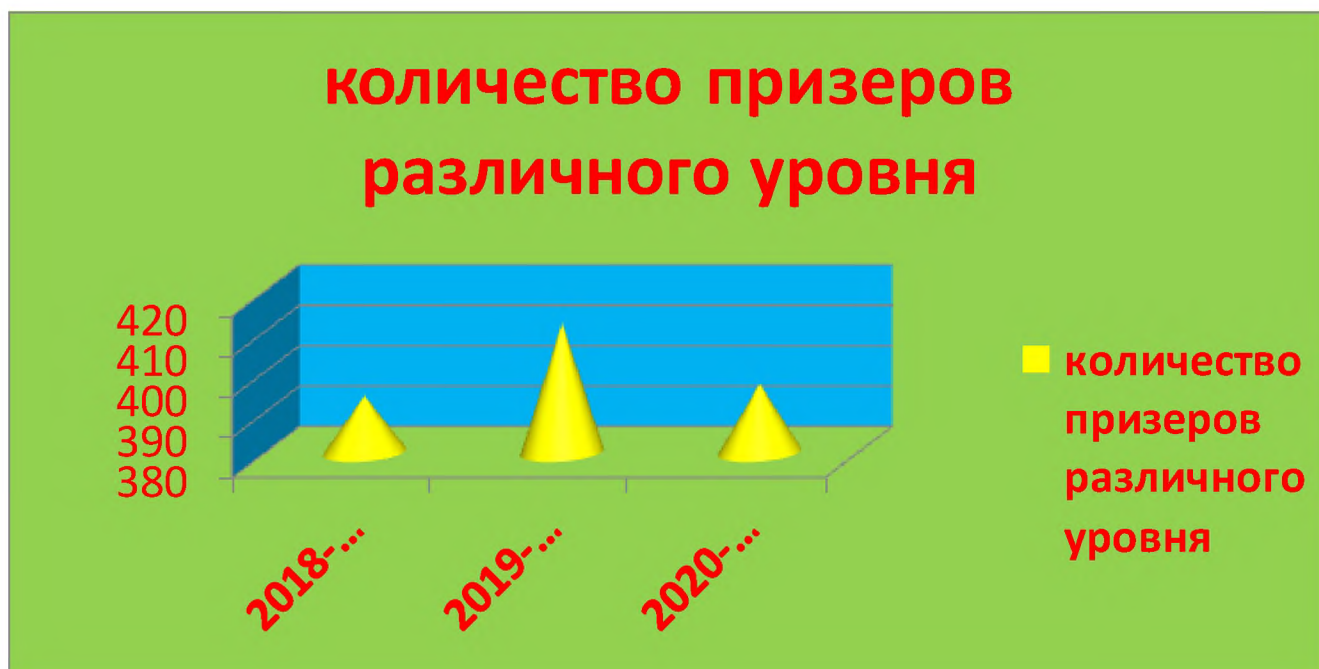 количество призеров
различного уровня
420
410
400
390
380
2018-...
2019-...
2020-...
количество
призеров
различного
уровня